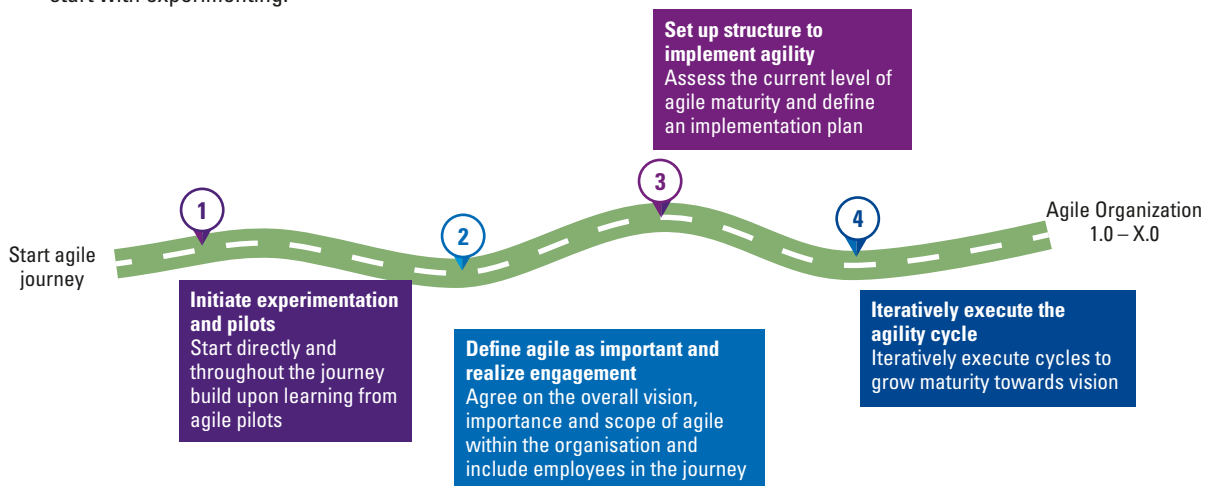 start with experimenting.
Set up structure to
implement agility
Assess the current level of
agile maturity and define
an implementation plan
3
1
4
2
Agile Organization
1.0 – X.0
Start agile
journey
Initiate experimentation
and pilots
Start directly and
throughout the journey
build upon learning from
agile pilots
Define agile as important and
realize engagement
Agree on the overall vision,
importance and scope of agile
within the organisation and
include employees in the journey
Iteratively execute the
agility cycle
Iteratively execute cycles to
grow maturity towards vision